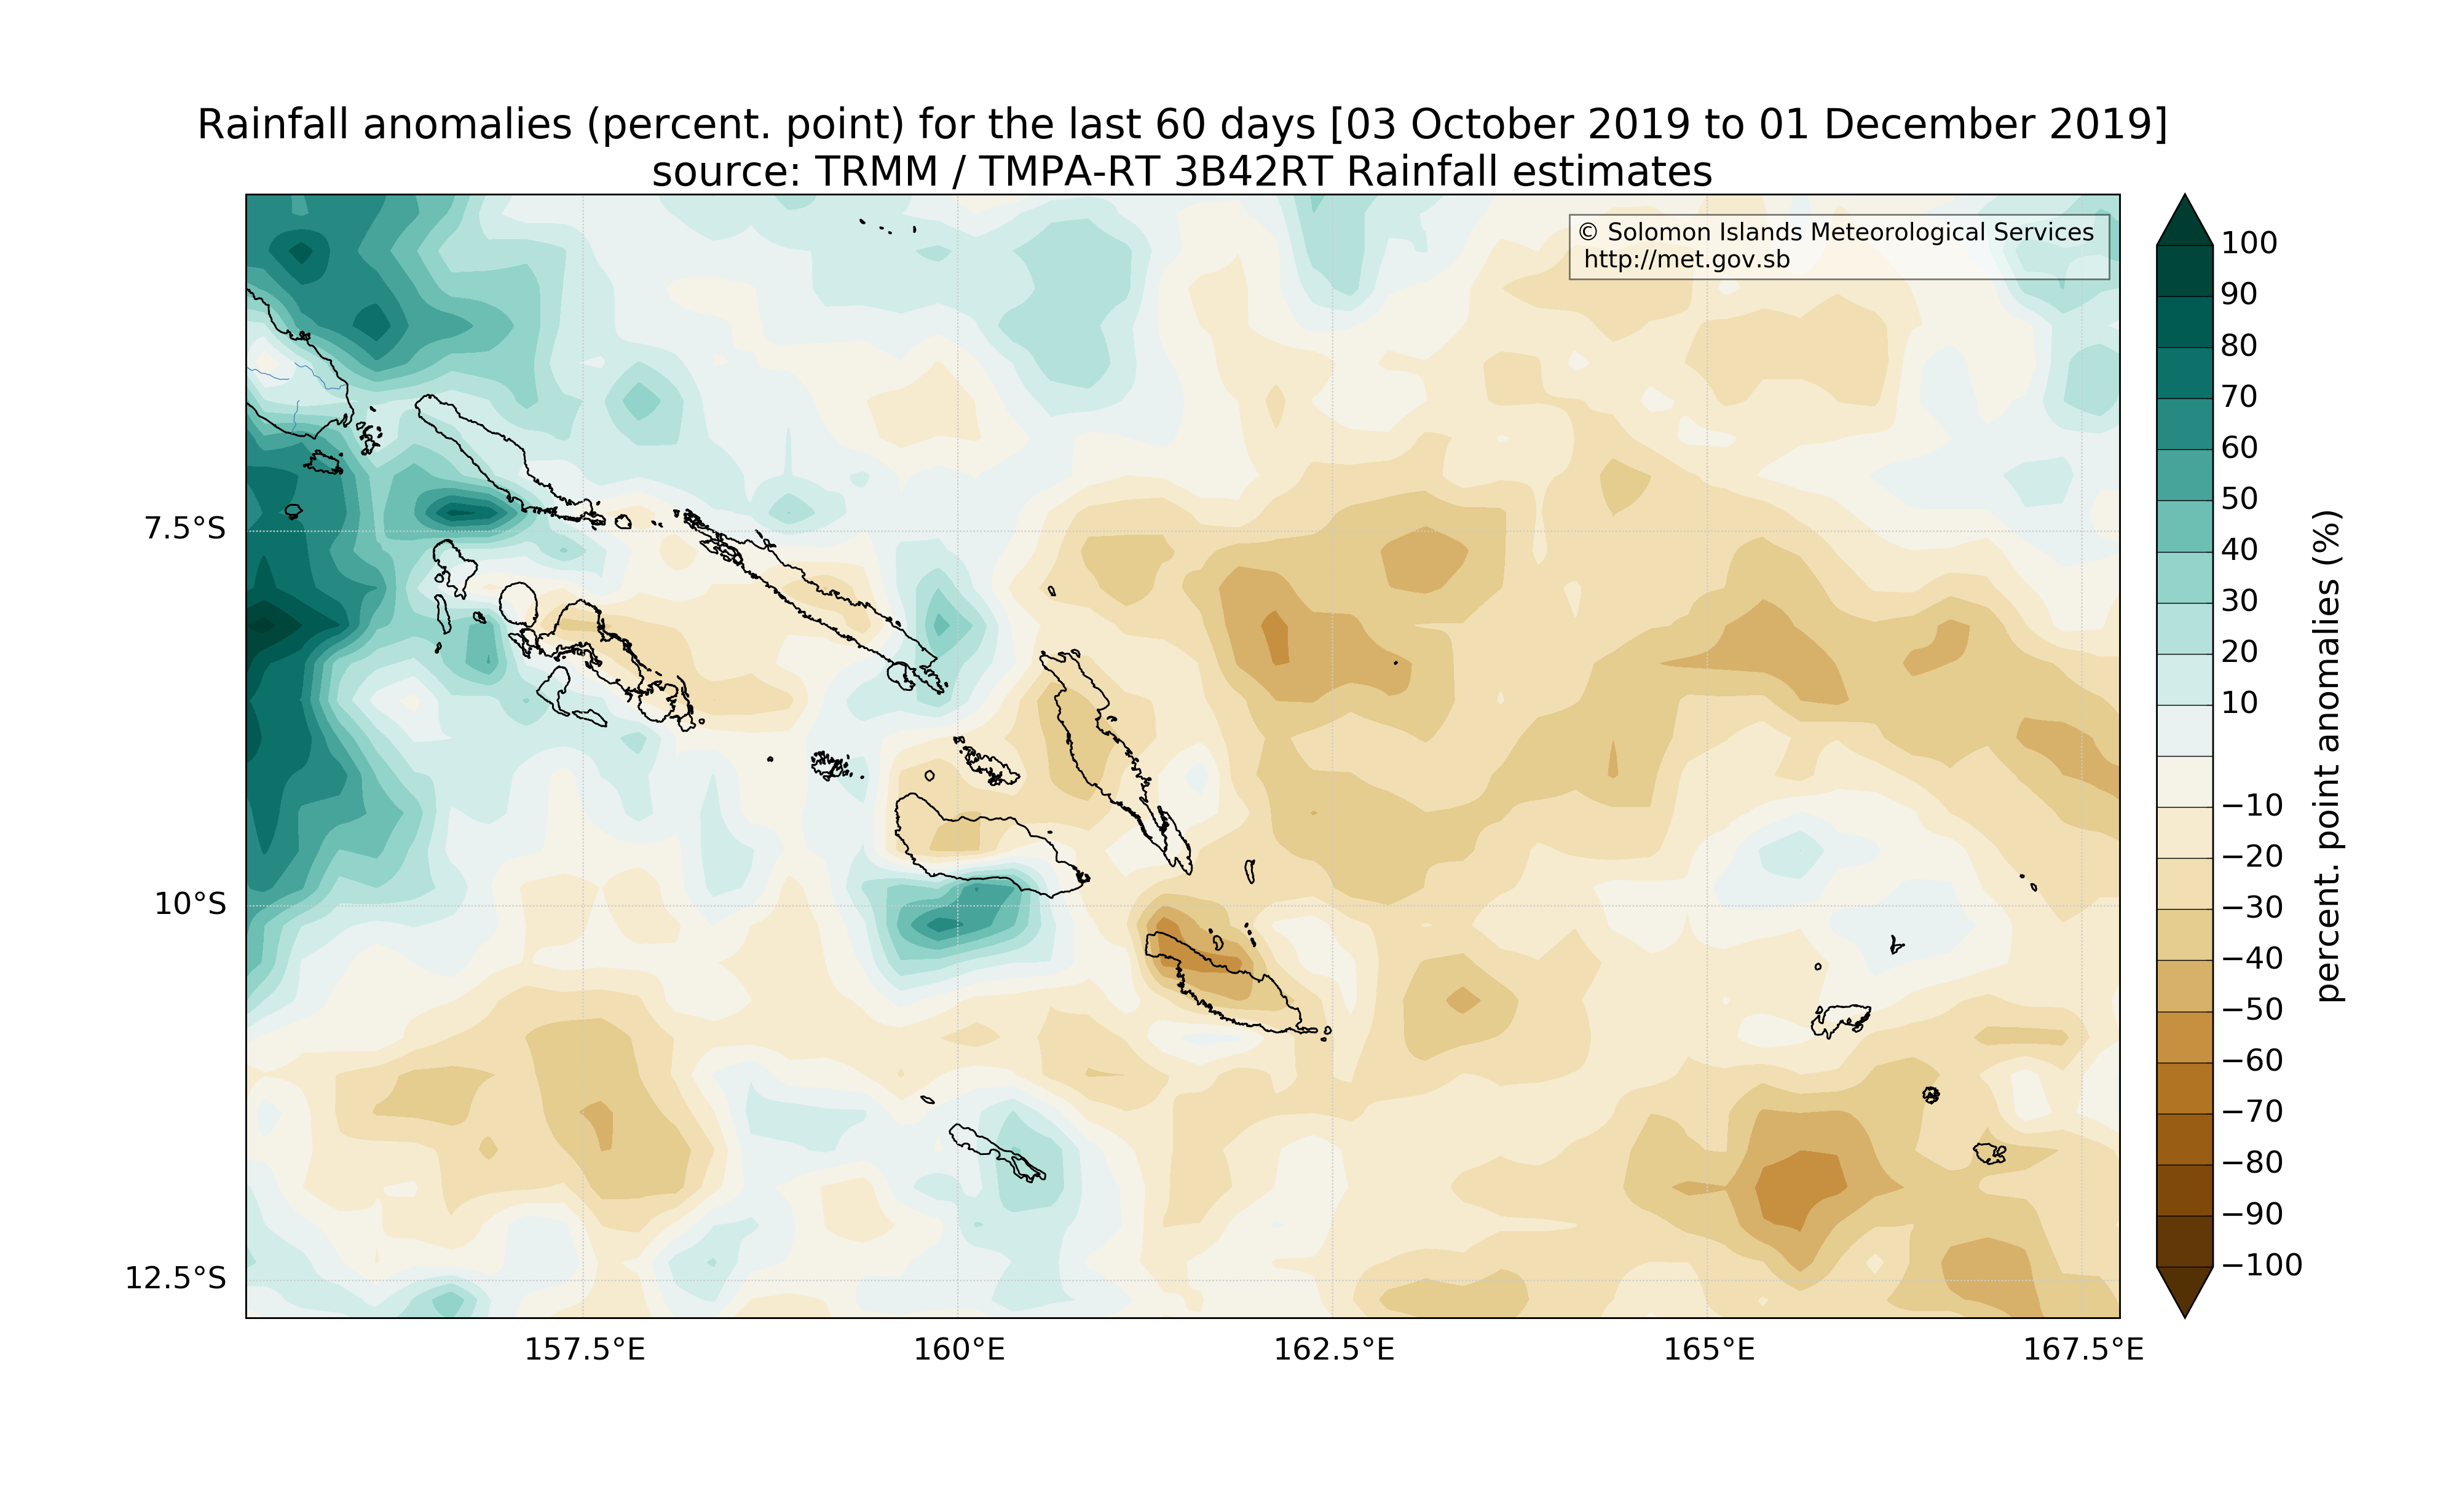 Rainfall anomalies (percent. point) for the last 60 days [03 October 2019 to 01 December 2019]
source: TRMM / TMPA-RT 3B42RT Rainfall estimates
© Solomon Islands Meteorological Services
http://met.gov.sb
7.5°S
10°S
12.5°S
157.5°E
160°E
162.5°E
165°E
167.5°E
100
90
80
70
60
50
40
30
20
10
−10
−20
−30
−40
−50
−60
−70
−80
−90
−100
percent. point anomalies (%)